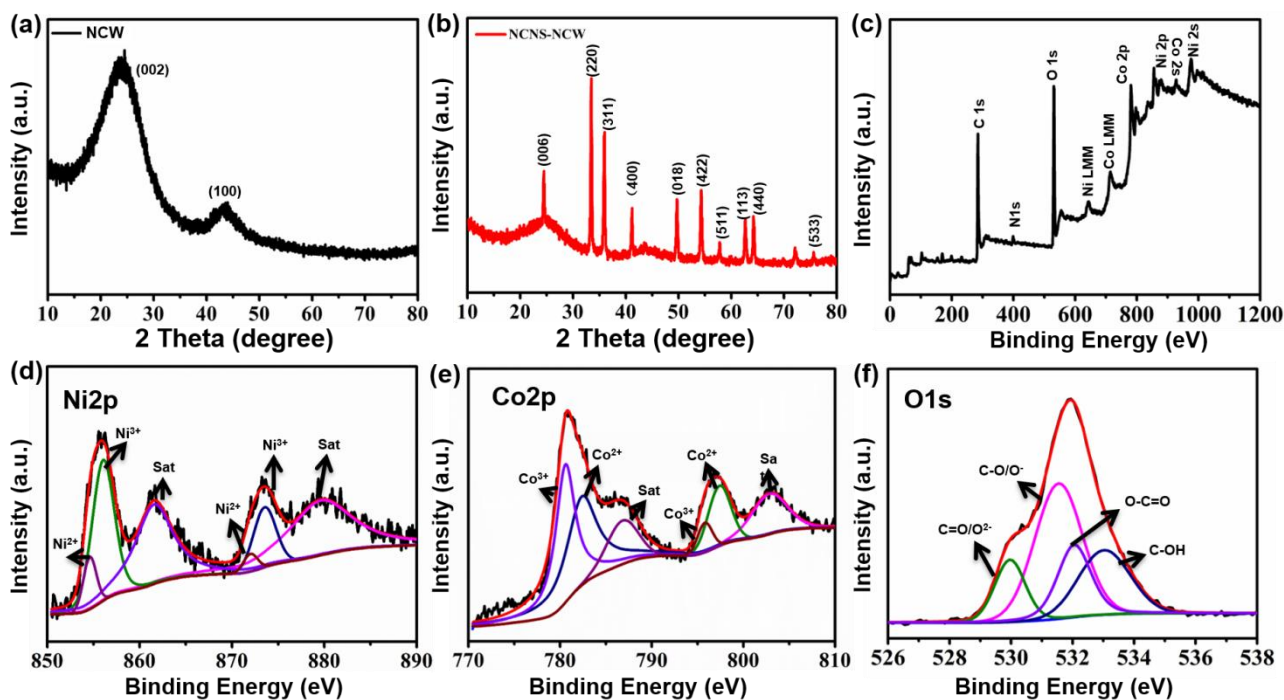 (a)
NCW
(002)
(100)
Intensity (a.u.)
10 20 30 40 50 60 70 80
2 Theta (degree)
(b)
NCNS-NCW
(006)
(220)
(311)
(400)
(018)
(422)
(511)
(113)
(440)
(533)
Intensity (a.u.)
10 20 30 40 50 60 70 80
2 Theta (degree)
(c)
C 1s
N1s
O 1s
Ni LMM
Co LMM
Co 2p
Ni 2p
Co 2s
Ni 2s
Intensity (a.u.)
0 200 400 600 800 1000 1200
Binding Energy (eV)
(d)
Ni2p
Ni²⁺
Ni³⁺
Sat
Ni²⁺
Ni³⁺
Sat
Intensity (a.u.)
850 860 870 880 890
Binding Energy (eV)
(e)
Co2p
Co³⁺
Co²⁺
Sat
Co³⁺
Co²⁺
Sa
t
Intensity (a.u.)
770 780 790 800 810
Binding Energy (eV)
(f)
O1s
C=O/O²⁻
C-O/O⁻
O-C=O
C-OH
Intensity (a.u.)
526 528 530 532 534 536 538
Binding Energy (eV)